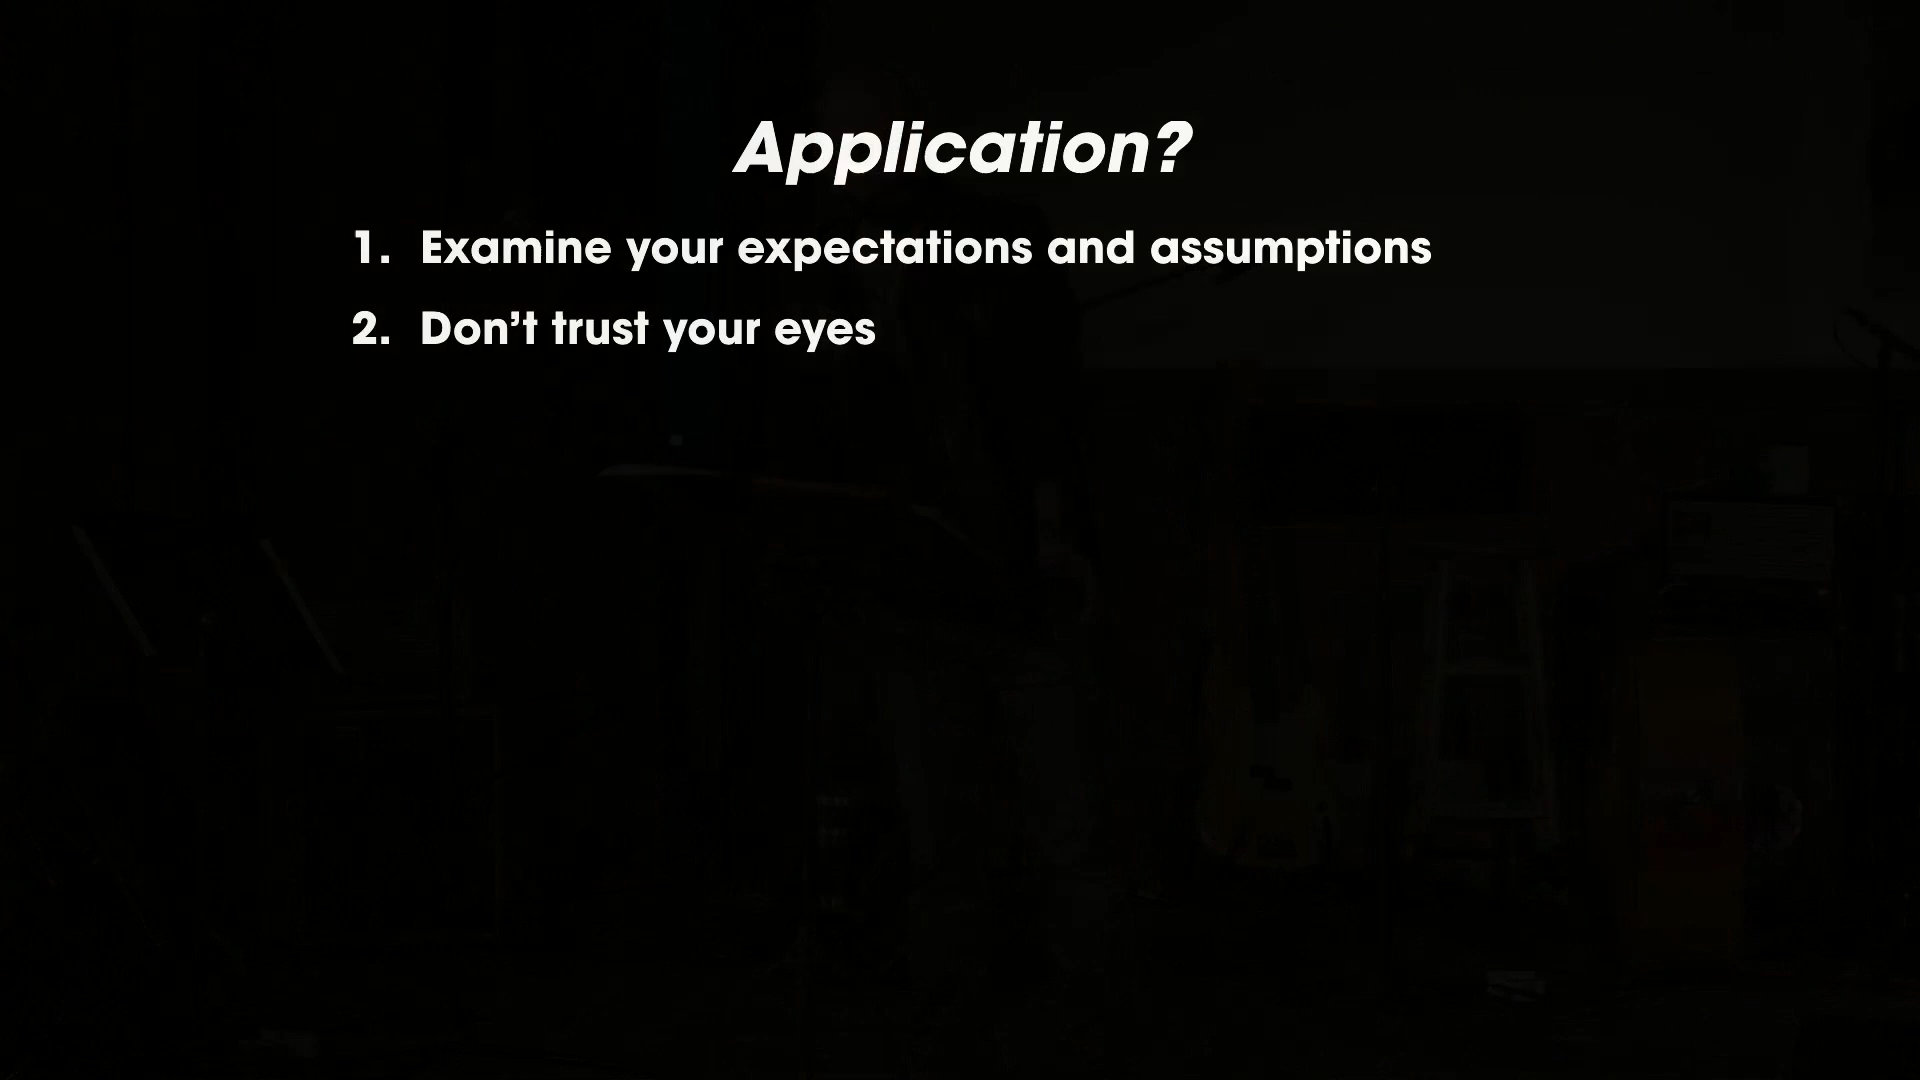 Application?
1. Examine your expectations and assumptions
2. Don’t trust your eyes